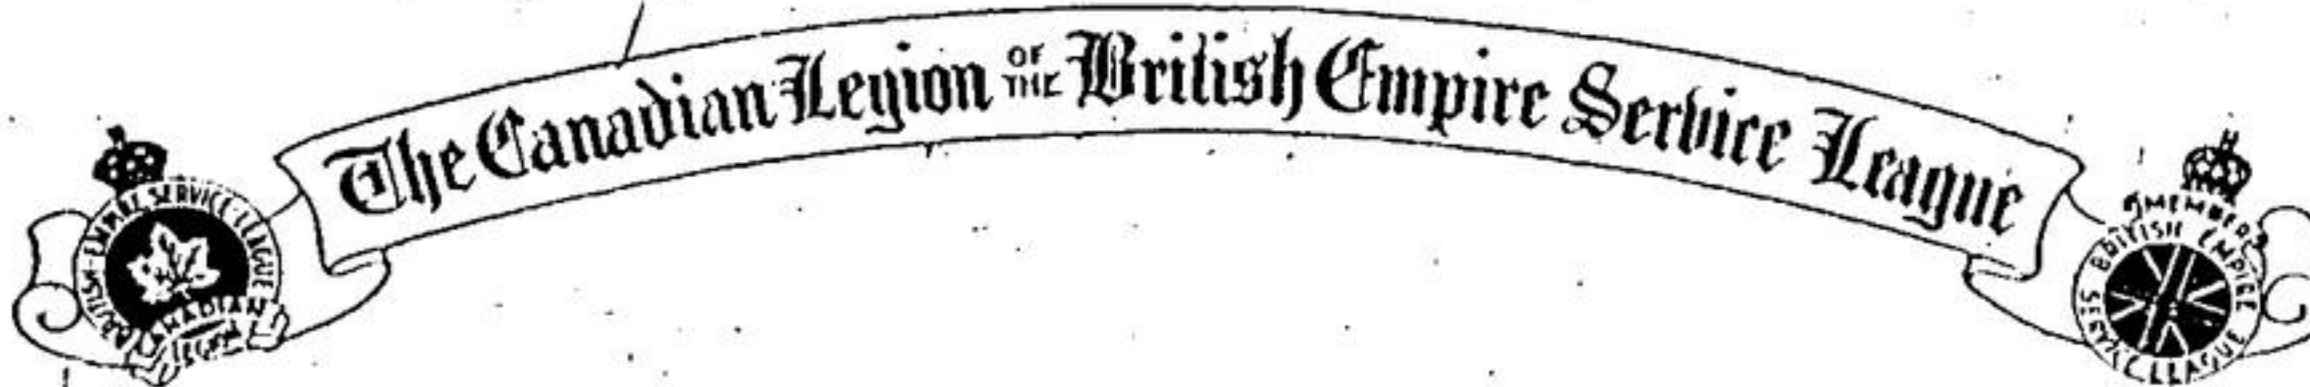 The Canadian Legion OF THE British Empire Service League
BRITISH EMPIRE SERVICE LEAGUE
CANADIAN
LEGION
MEMBER
BRITISH EMPIRE SERVICE LEAGUE